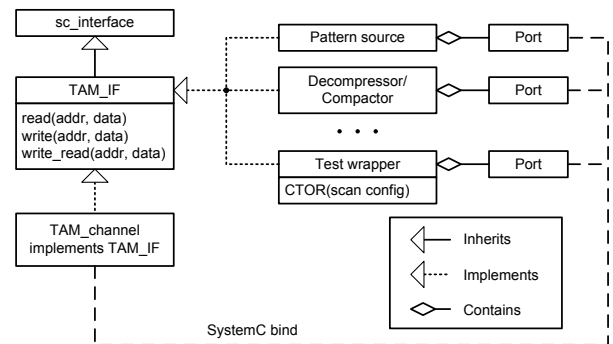 sc_interface
Pattern source
Port
TAM_IF
read(addr, data)
write(addr, data)
write_read(addr, data)
Decompressor/
Compactor
Port
• • •
Test wrapper
CTOR(scan config)
Port
TAM_channel
implements TAM_IF
Inherits
Implements
Contains
SystemC bind